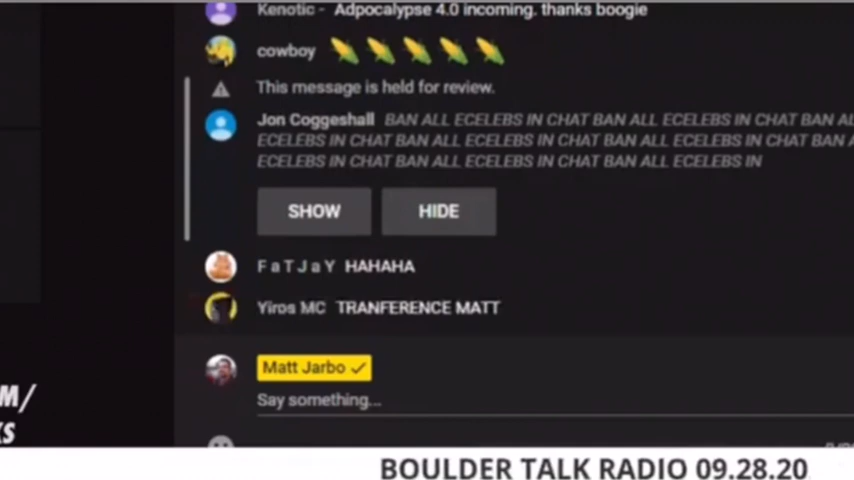 Kenotic - Adpocalypse 4.0 incoming. thanks boogie
cowboy
This message is held for review.
Jon Coggeshall BAN ALL ECELEBS IN CHAT BAN ALL ECELEBS IN CHAT BAN AL
ECELEBS IN CHAT BAN ALL ECELEBS IN CHAT BAN ALL ECELEBS IN CHAT BAN A
ECELEBS IN CHAT BAN ALL ECELEBS IN CHAT BAN ALL ECELEBS IN
SHOW HIDE
F a T J a Y HAHAHA
Yiros MC TRANFERENCE MATT
Matt Jarbo ✓
Say something...
M/
KS
BOULDER TALK RADIO 09.28.20